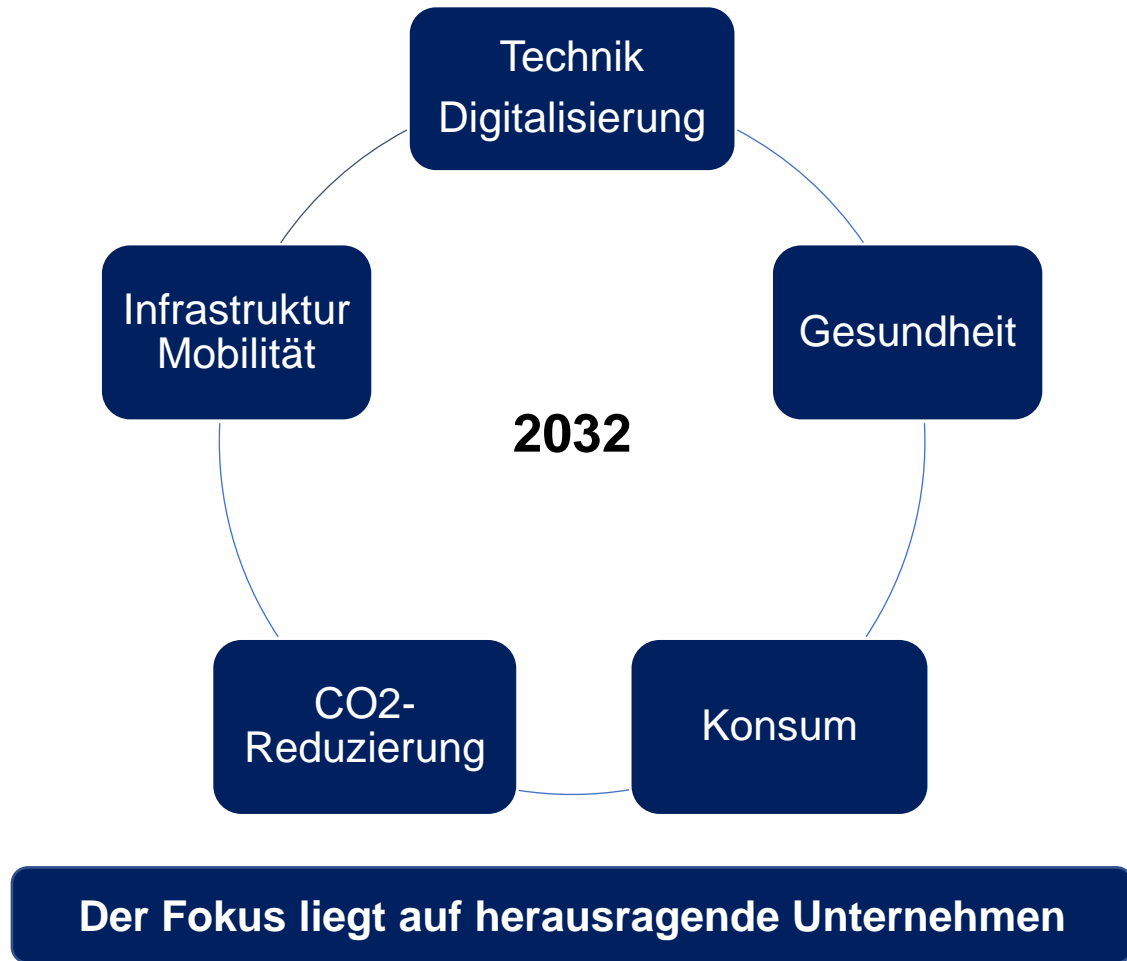 Technik
Digitalisierung
Infrastruktur
Mobilität
Gesundheit
2032
CO2-
Reduzierung
Konsum
Der Fokus liegt auf herausragende Unternehmen